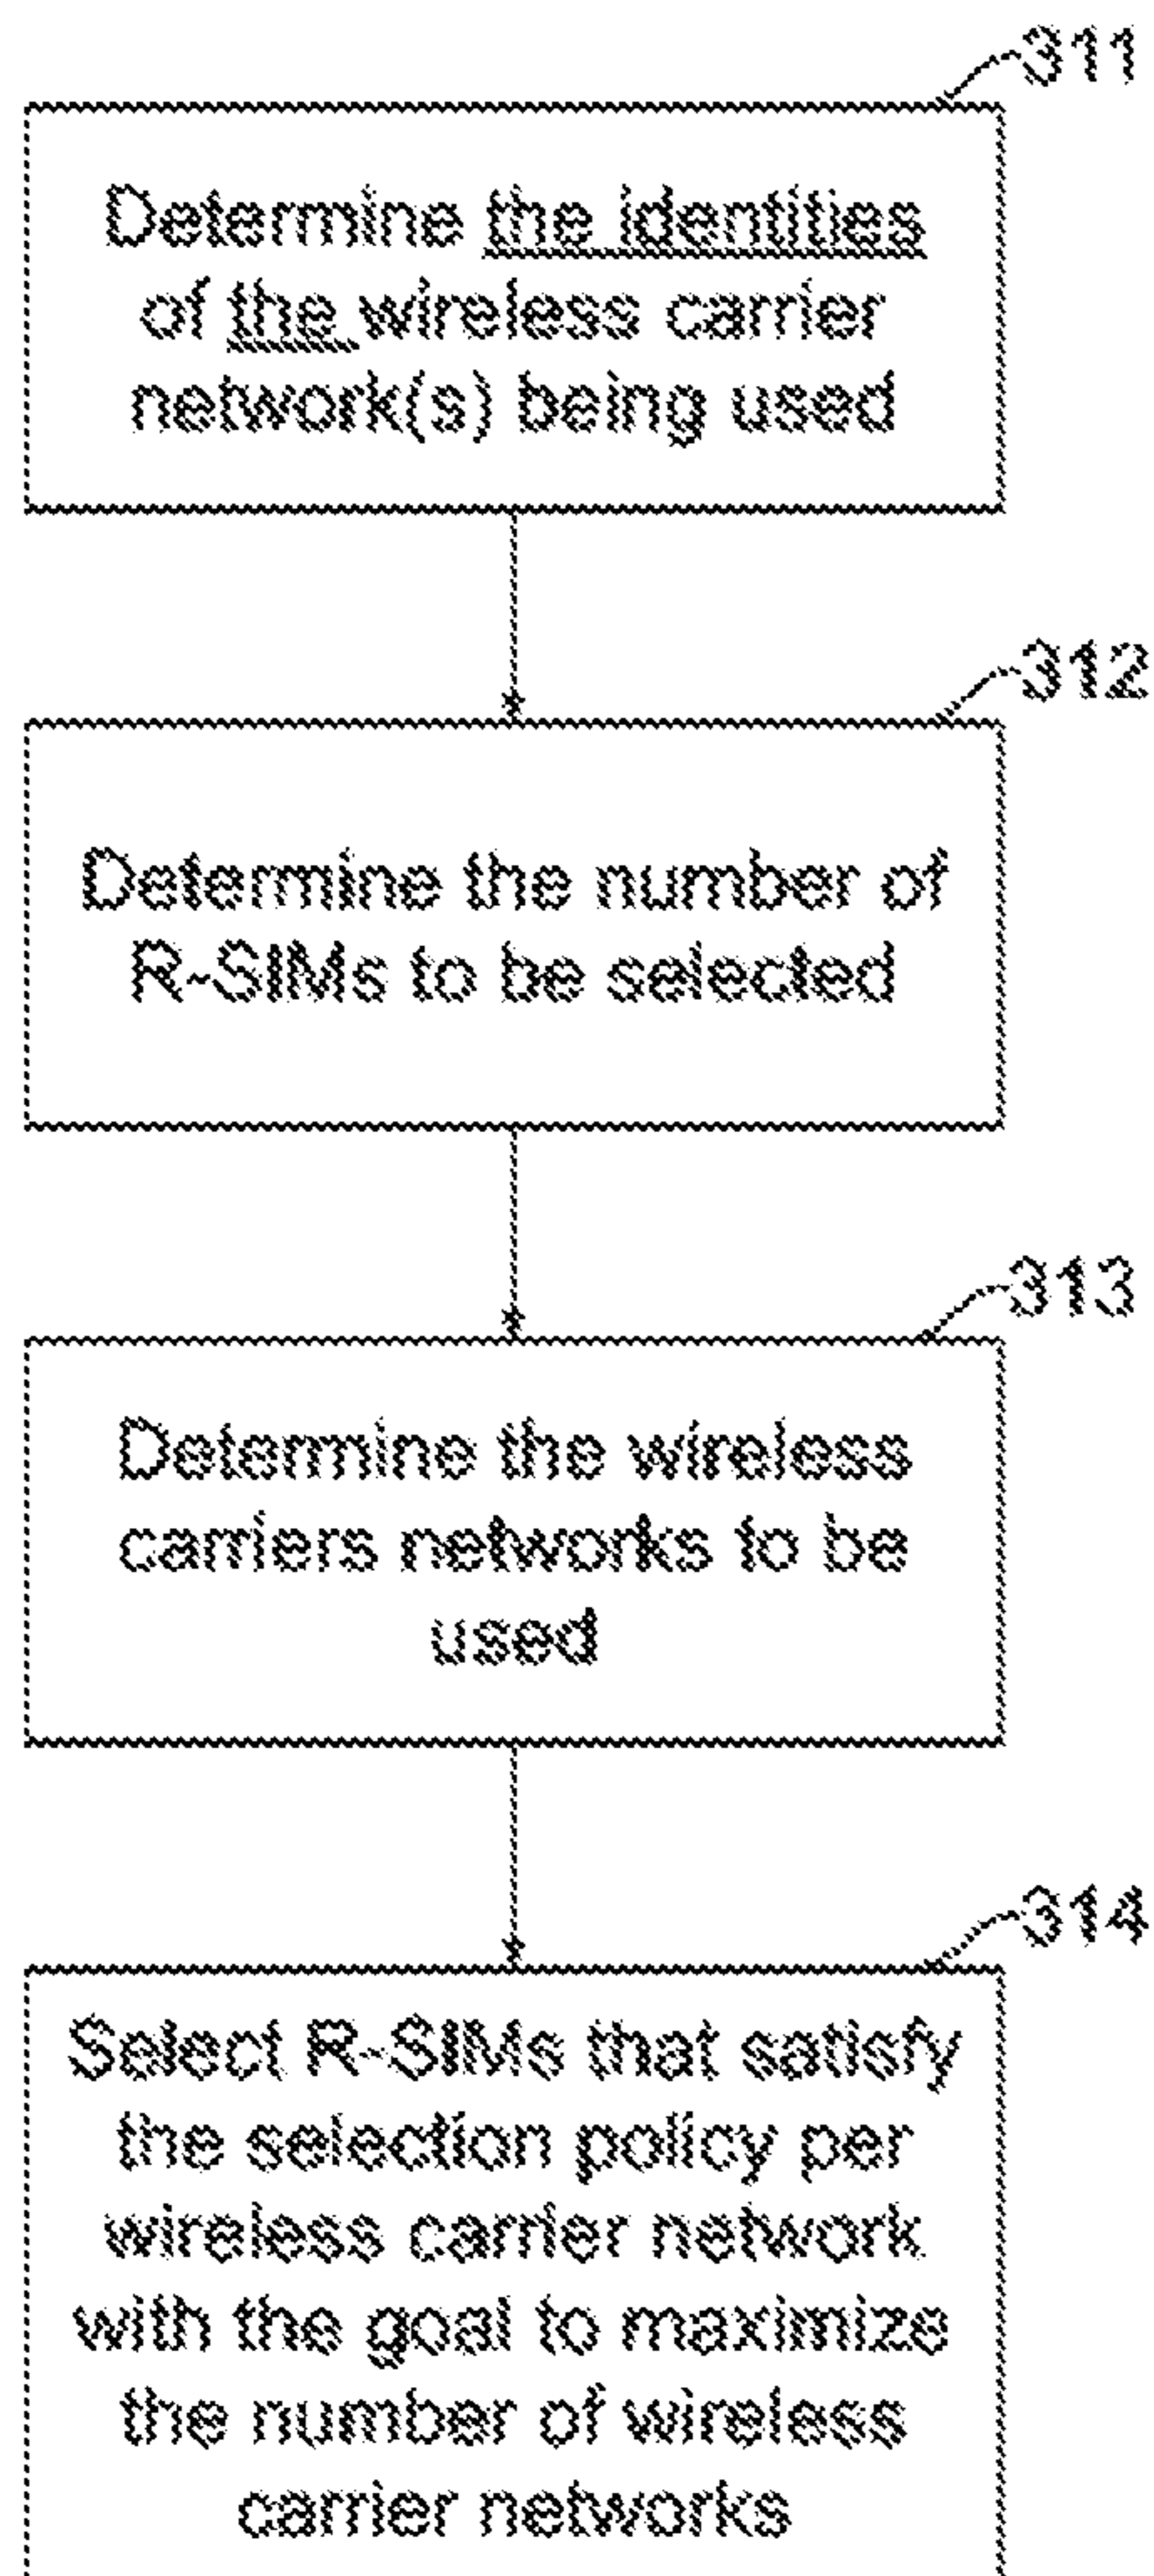 311
Determine the identities
of the wireless carrier
network(s) being used
312
Determine the number of
R-SIMs to be selected
313
Determine the wireless
carriers networks to be
used
314
Select R-SIMs that satisfy
the selection policy per
wireless carrier network
with the goal to maximize
the number of wireless
carrier networks